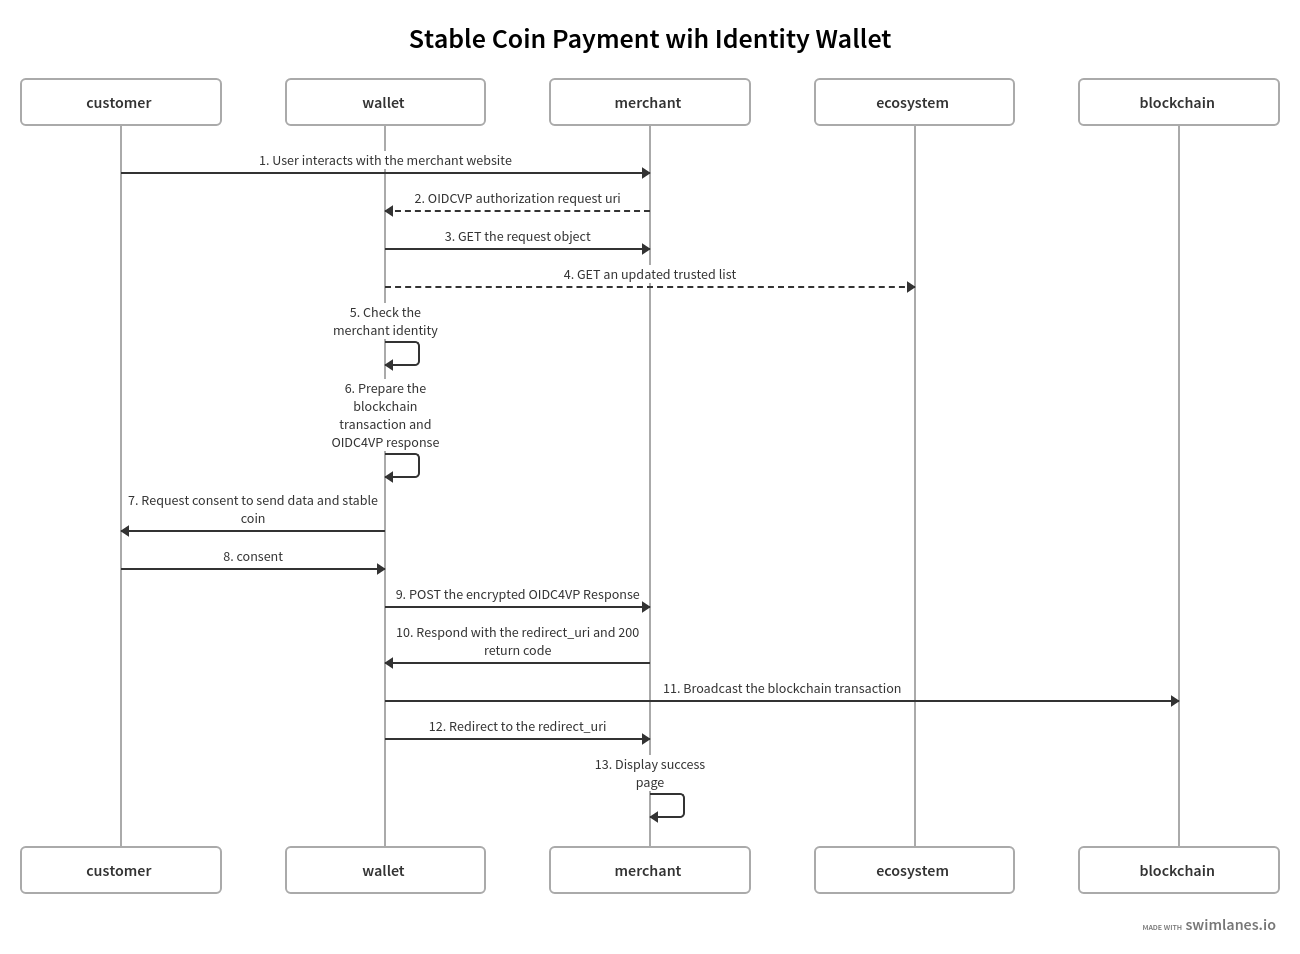 Stable Coin Payment wih Identity Wallet
customer
wallet
merchant
ecosystem
blockchain
1. User interacts with the merchant website
2. OIDCVP authorization request uri
3. GET the request object
4. GET an updated trusted list
5. Check the
merchant identity
6. Prepare the
blockchain
transaction and
OIDC4VP response
7. Request consent to send data and stable
coin
8. consent
9. POST the encrypted OIDC4VP Response
10. Respond with the redirect_uri and 200
return code
11. Broadcast the blockchain transaction
12. Redirect to the redirect_uri
13. Display success
page
customer
wallet
merchant
ecosystem
blockchain
MADE WITH swimlanes.io